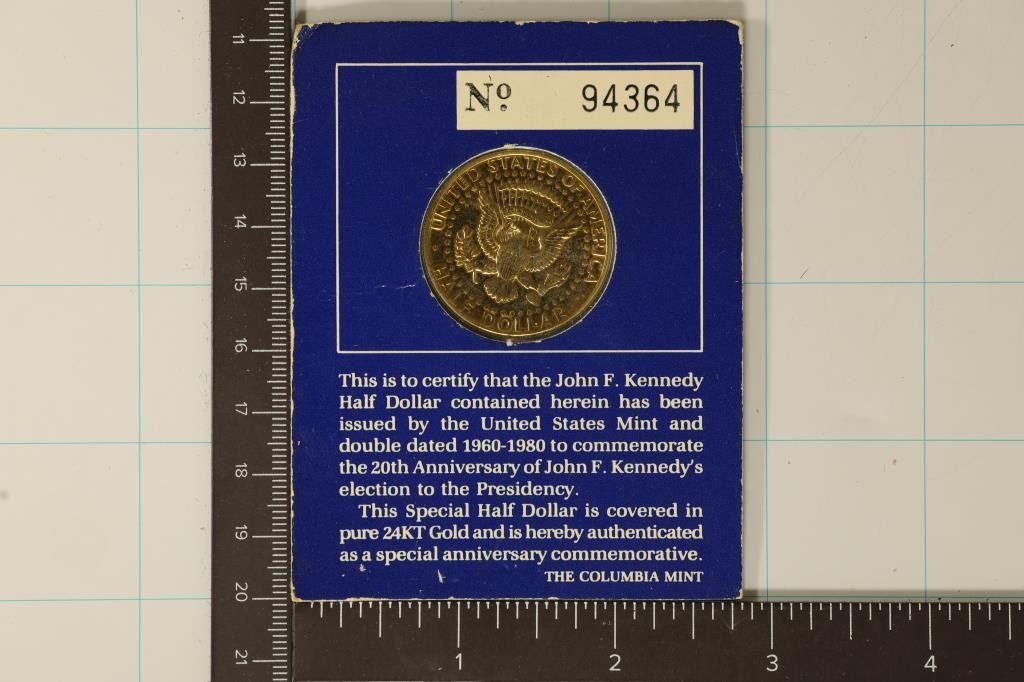 Nº 94364
UNITED STATES OF AMERICA
HALF DOLLAR
This is to certify that the John F. Kennedy
Half Dollar contained herein has been
issued by the United States Mint and
double dated 1960-1980 to commemorate
the 20th Anniversary of John F. Kennedy's
election to the Presidency.
This Special Half Dollar is covered in
pure 24KT Gold and is hereby authenticated
as a special anniversary commemorative.
THE COLUMBIA MINT
11
12
13
14
15
16
17
18
19
20
21
1 2 3 4